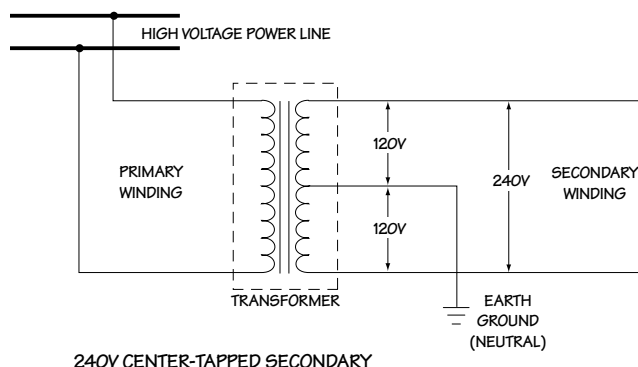 HIGH VOLTAGE POWER LINE
120V
PRIMARY
WINDING
240V
SECONDARY
WINDING
120V
TRANSFORMER
EARTH
GROUND
(NEUTRAL)
240V CENTER-TAPPED SECONDARY